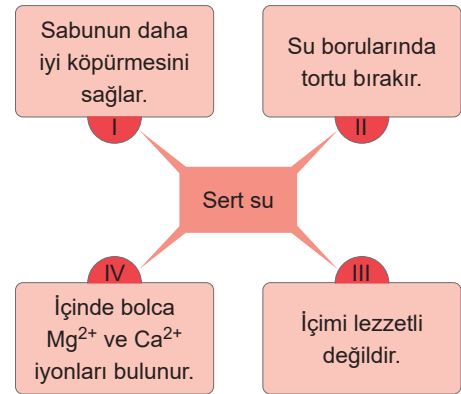 Sabunun daha
iyi köpürmesini
sağlar.
I
Su borularında
tortu bırakır.
II
Sert su
IV
İçinde bolca
Mg²⁺ ve Ca²⁺
iyonları bulunur.
III
İçimi lezzetli
değildir.